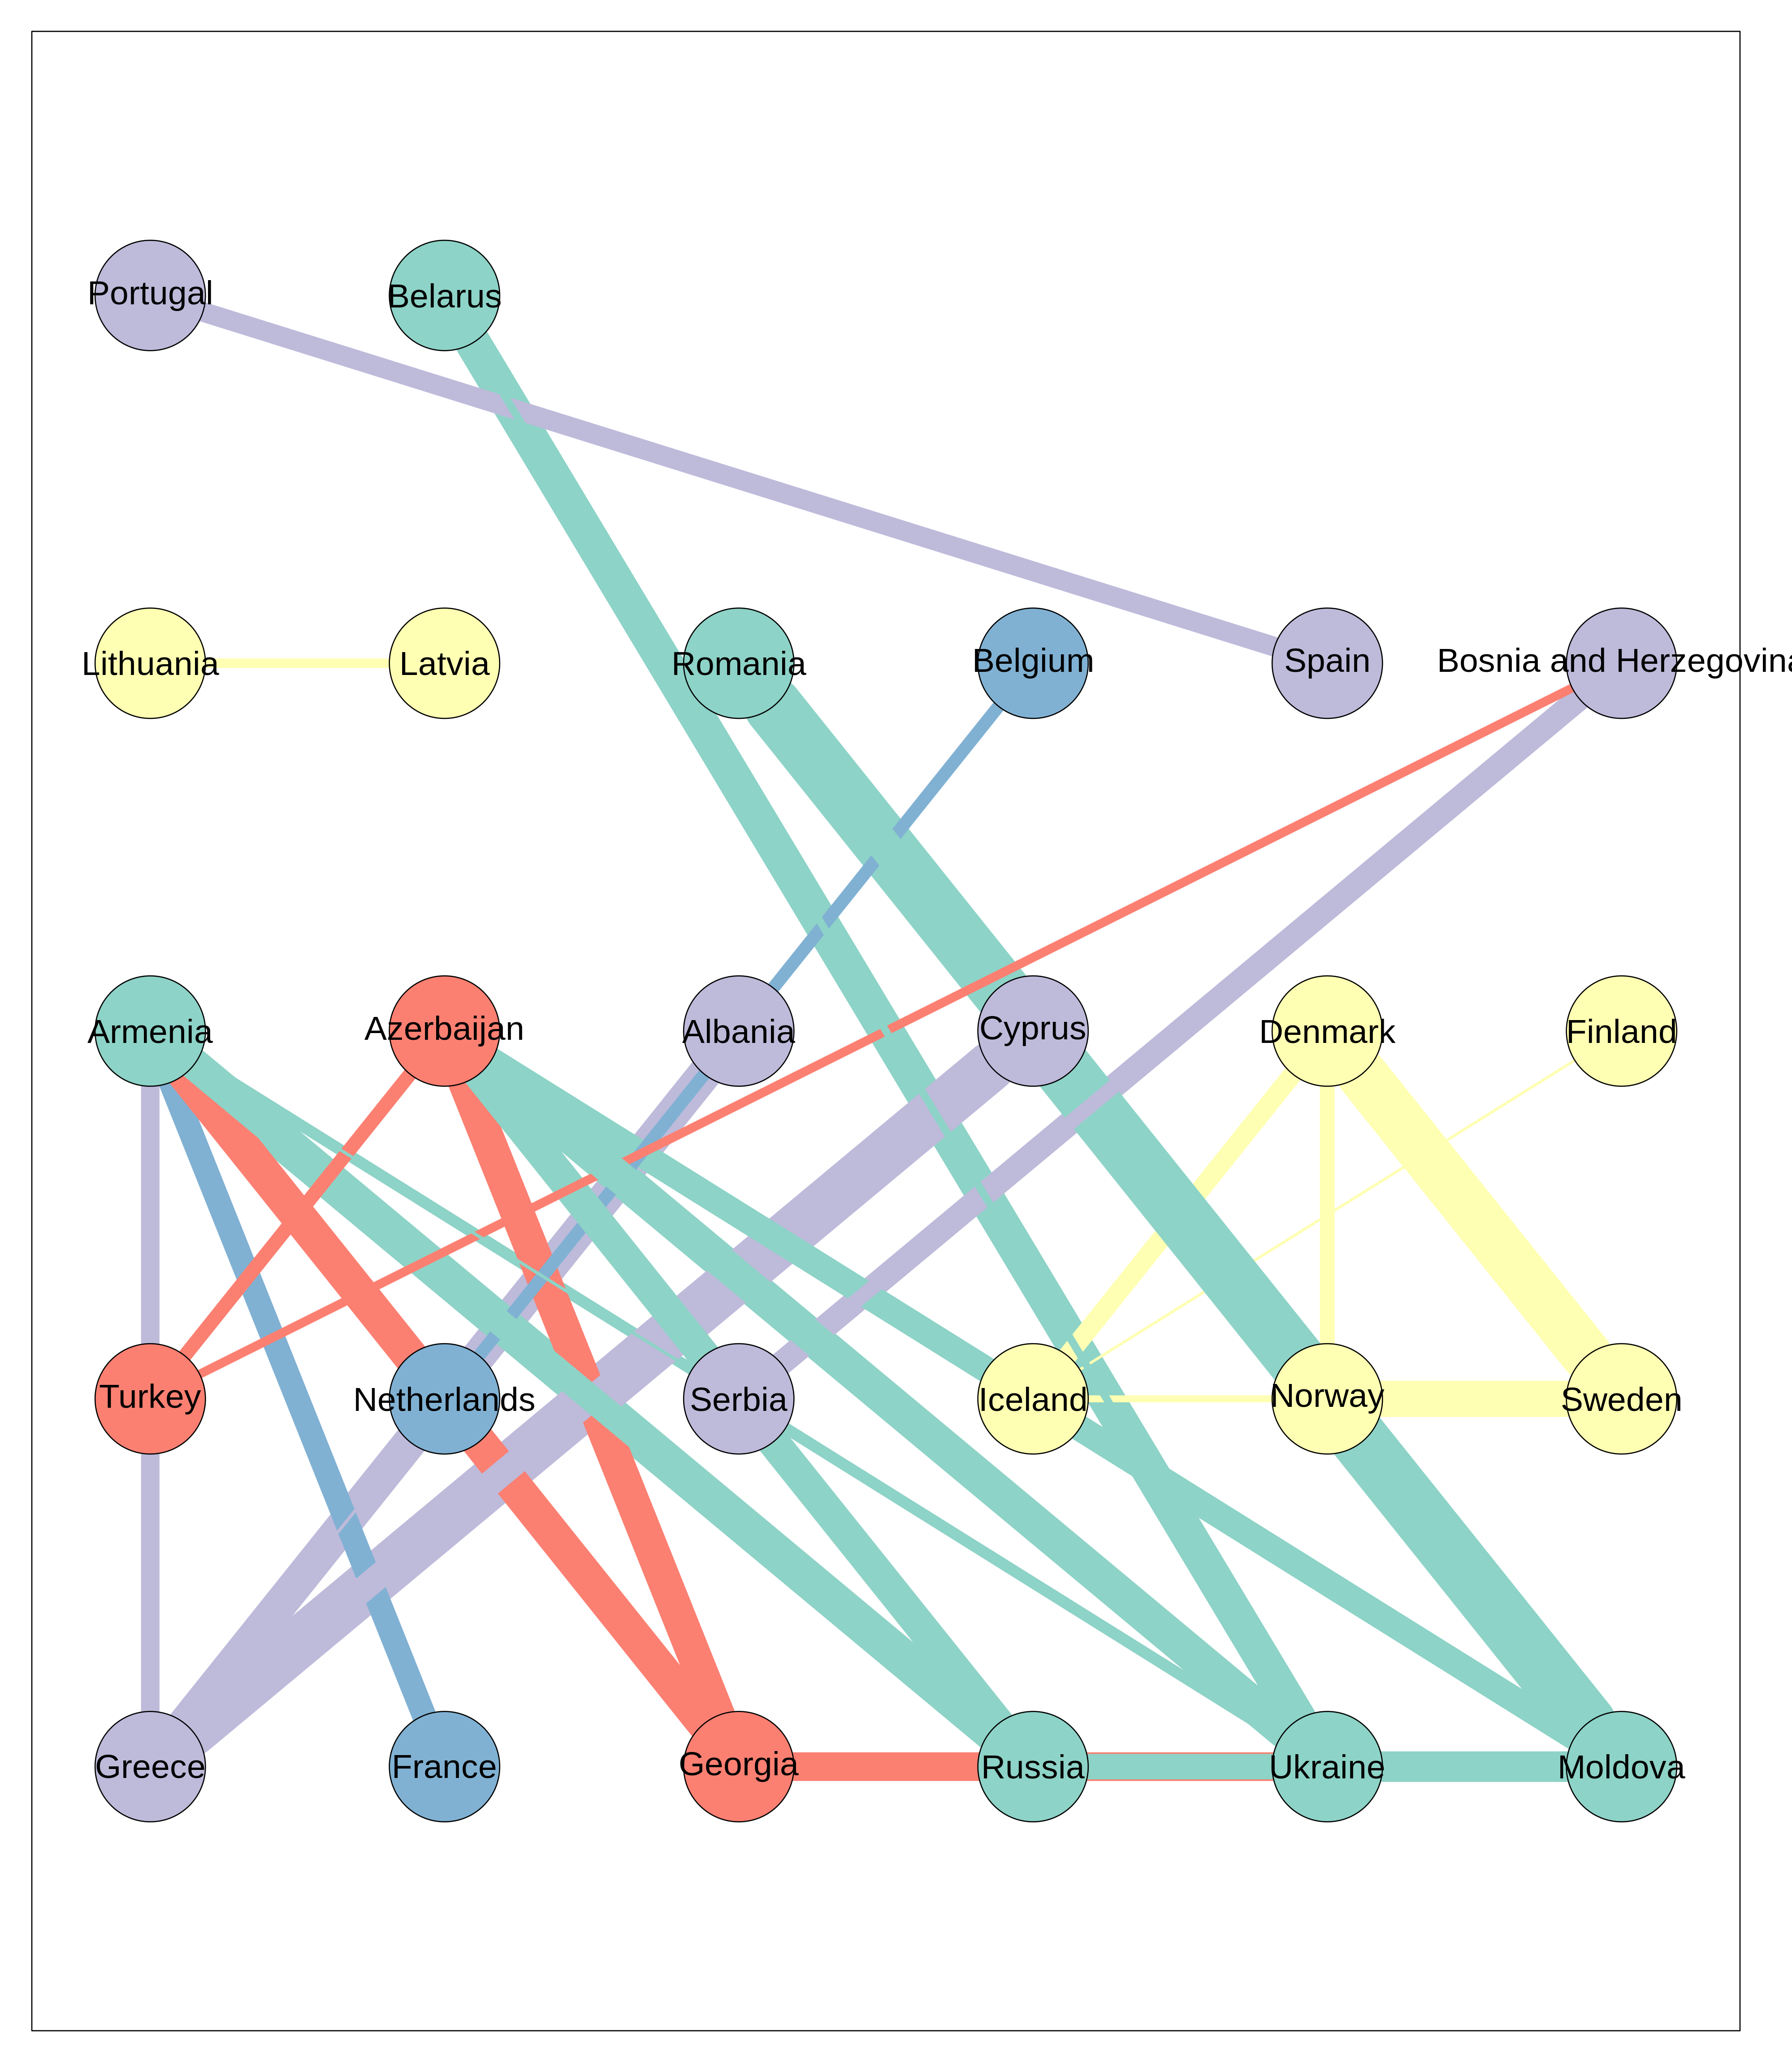 Portugal
Belarus
Lithuania
Latvia
Romania
Belgium
Spain
Bosnia and Herzegovina
Armenia
Azerbaijan
Albania
Cyprus
Denmark
Finland
Turkey
Netherlands
Serbia
Iceland
Norway
Sweden
Greece
France
Georgia
Russia
Ukraine
Moldova